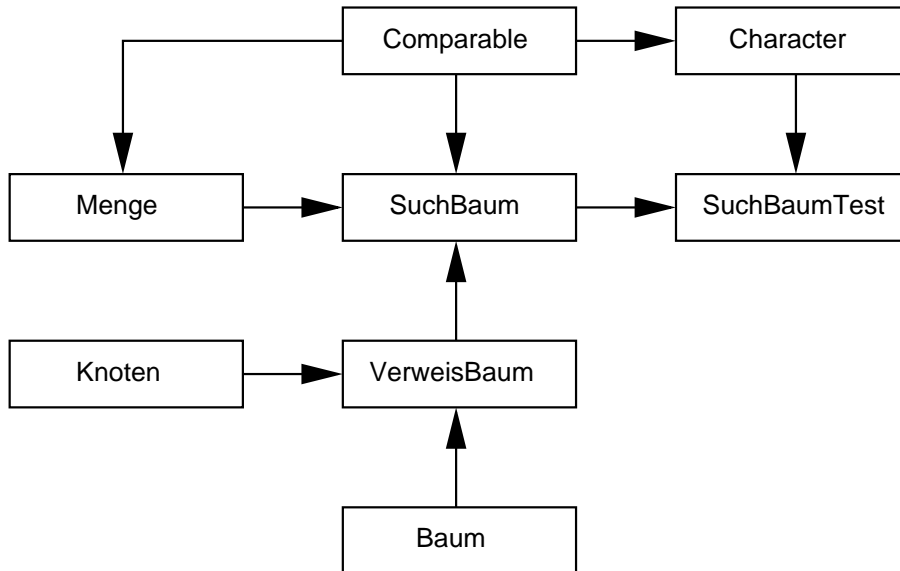 Comparable
Character
Menge
SuchBaum
SuchBaumTest
Knoten
VerweisBaum
Baum